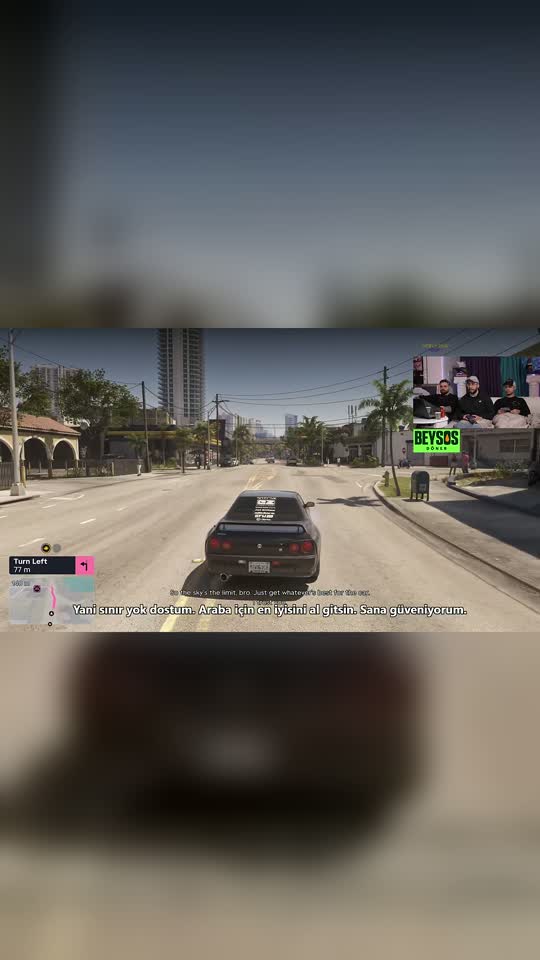 BEYSOS
DÖNER
Turn Left
77 m
140 m
So the sky's the limit, bro. Just get whatever's best for the car.
Yani sınır yok dostum. Araba için en iyisini al gitsin. Sana güveniyorum.